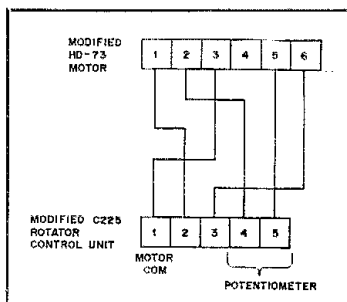 MODIFIED
HD-73
MOTOR
1 2 3 4 5 6
MODIFIED C225
ROTATOR
CONTROL UNIT
1 2 3 4 5
MOTOR
COM
POTENTIOMETER